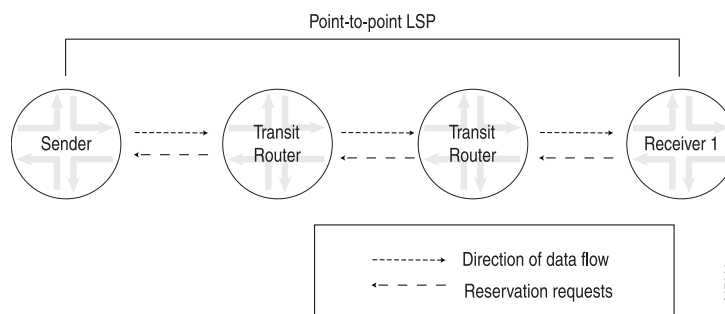 Point-to-point LSP
Sender
Transit
Router
Transit
Router
Receiver 1
Direction of data flow
Reservation requests